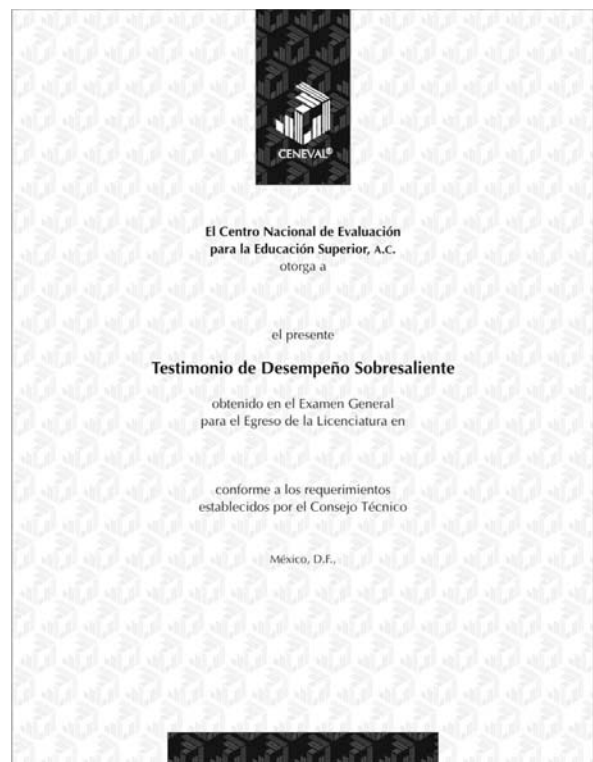 CENEVAL®
El Centro Nacional de Evaluación
para la Educación Superior, A.C.
otorga a
el presente
Testimonio de Desempeño Sobresaliente
obtenido en el Examen General
para el Egreso de la Licenciatura en
conforme a los requerimientos
establecidos por el Consejo Técnico
México, D.F.,